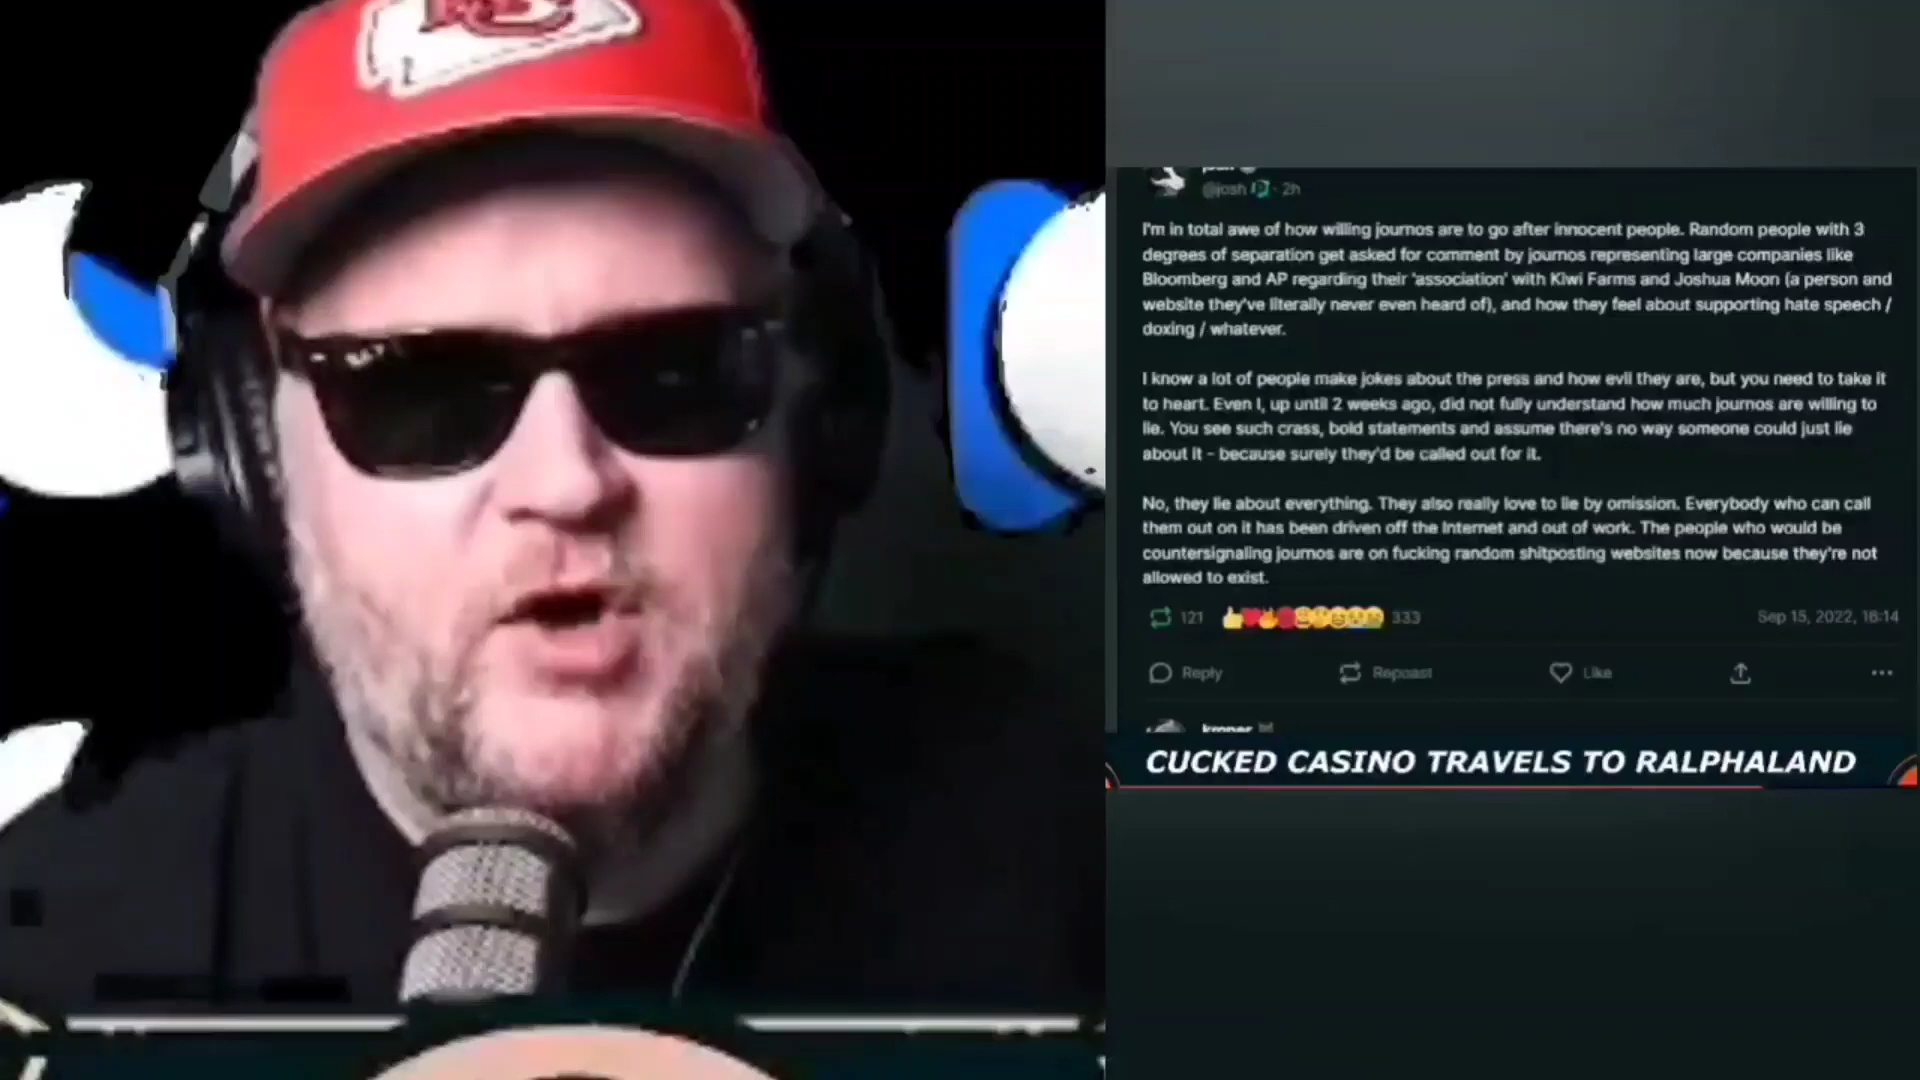 KC
@josh · 2h
I'm in total awe of how willing journos are to go after innocent people. Random people with 3
degrees of separation get asked for comment by journos representing large companies like
Bloomberg and AP regarding their 'association' with Kiwi Farms and Joshua Moon (a person and
website they've literally never even heard of), and how they feel about supporting hate speech /
doxing / whatever.
I know a lot of people make jokes about the press and how evil they are, but you need to take it
to heart. Even I, up until 2 weeks ago, did not fully understand how much journos are willing to
lie. You see such crass, bold statements and assume there's no way someone could just lie
about it - because surely they'd be called out for it.
No, they lie about everything. They also really love to lie by omission. Everybody who can call
them out on it has been driven off the Internet and out of work. The people who would be
countersignaling journos are on fucking random shitposting websites now because they're not
allowed to exist.
121 333 Sep 15, 2022, 16:14
Reply Repoast Like ...
CUCKED CASINO TRAVELS TO RALPHALAND